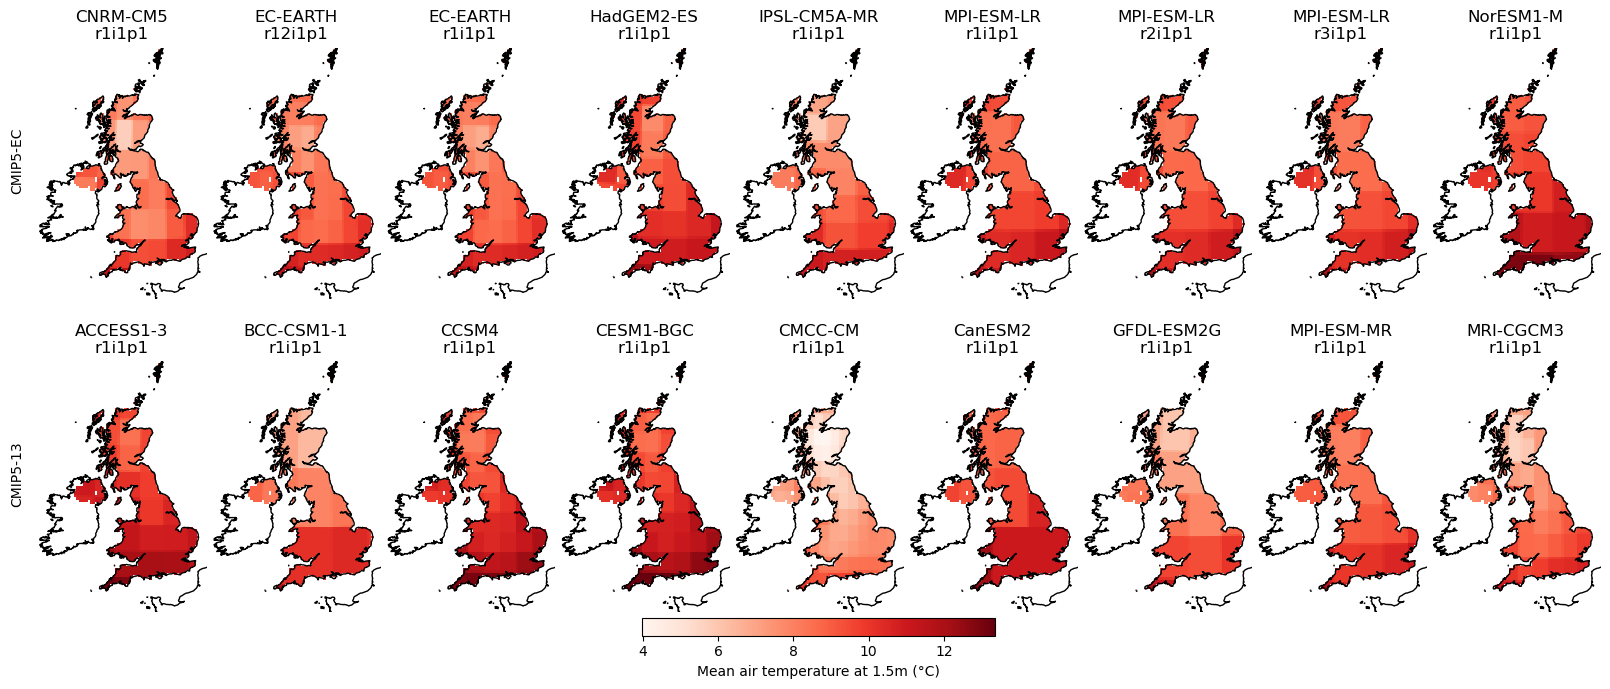 CNRM-CM5
r1i1p1
EC-EARTH
r12i1p1
EC-EARTH
r1i1p1
HadGEM2-ES
r1i1p1
IPSL-CM5A-MR
r1i1p1
MPI-ESM-LR
r1i1p1
MPI-ESM-LR
r2i1p1
MPI-ESM-LR
r3i1p1
NorESM1-M
r1i1p1
CMIP5-EC
ACCESS1-3
r1i1p1
BCC-CSM1-1
r1i1p1
CCSM4
r1i1p1
CESM1-BGC
r1i1p1
CMCC-CM
r1i1p1
CanESM2
r1i1p1
GFDL-ESM2G
r1i1p1
MPI-ESM-MR
r1i1p1
MRI-CGCM3
r1i1p1
CMIP5-13
4 6 8 10 12
Mean air temperature at 1.5m (°C)